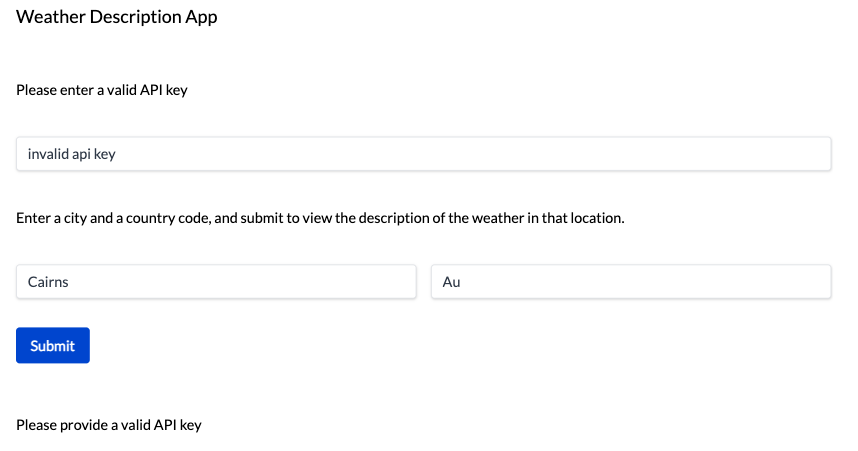 Weather Description App
Please enter a valid API key
invalid api key
Enter a city and a country code, and submit to view the description of the weather in that location.
Cairns Au
Submit
Please provide a valid API key